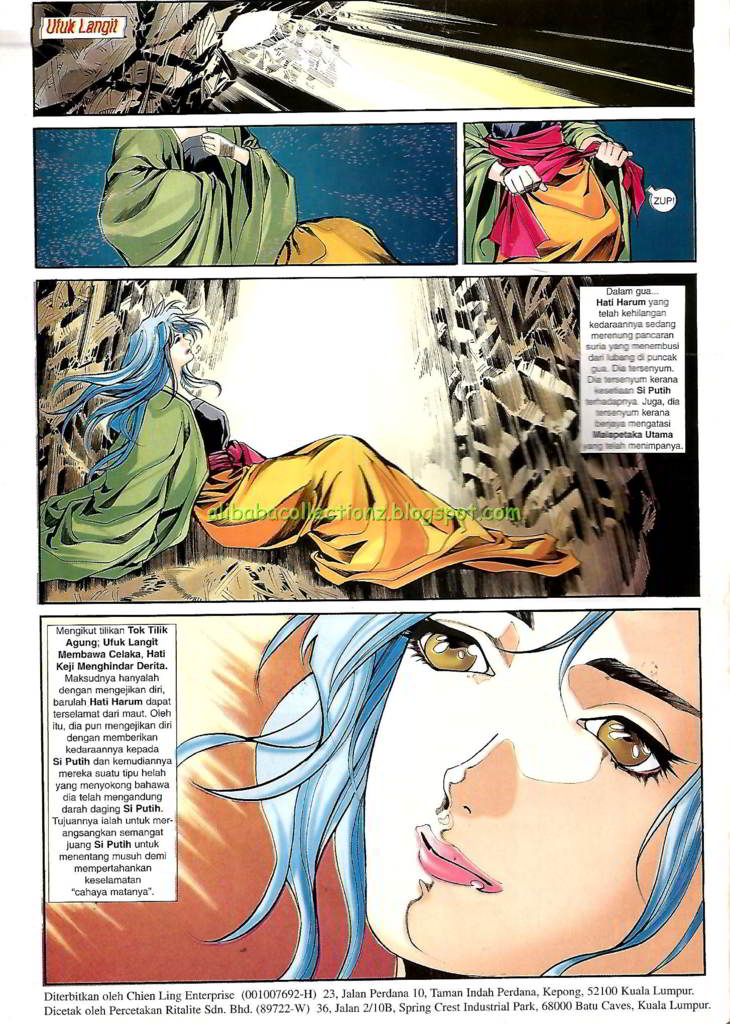 Ufuk Langit
ZUP!
Dalam gua...
Hati Harum yang
telah kehilangan
kedaraannya sedang
merenung pancaran
suria yang menembusi
dari lubang di puncak
gua. Dia tersenyum.
Dia tersenyum kerana
kesetiaan Si Putih
terhadapnya. Juga, dia
tersenyum kerana
berjaya mengatasi
Malapetaka Utama
yang telah menimpanya.
alibabacollectionz.blogspot.com
Mengikut tilikan Tok Tilik
Agung; Ufuk Langit
Membawa Celaka, Hati
Keji Menghindar Derita.
Maksudnya hanyalah
dengan mengejikan diri,
barulah Hati Harum dapat
terselamat dari maut. Oleh
itu, dia pun mengejikan diri
dengan memberikan
kedaraannya kepada
Si Putih dan kemudiannya
mereka suatu tipu helah
yang menyokong bahawa
dia telah mengandung
darah daging Si Putih.
Tujuannya ialah untuk mer-
angsangkan semangat
juang Si Putih untuk
menentang musuh demi
mempertahankan
keselamatan
“cahaya matanya”.
Diterbitkan oleh Chien Ling Enterprise (001007692-H) 23, Jalan Perdana 10, Taman Indah Perdana, Kepong, 52100 Kuala Lumpur.
Dicetak oleh Percetakan Ritalite Sdn. Bhd. (89722-W) 36, Jalan 2/10B, Spring Crest Industrial Park, 68000 Batu Caves, Kuala Lumpur.